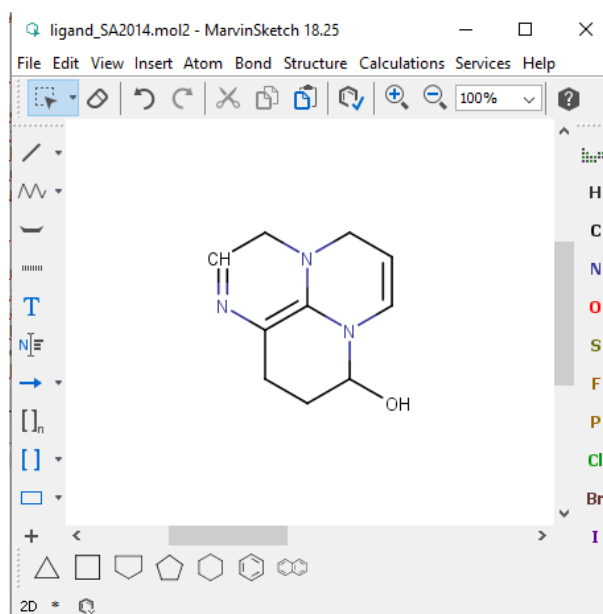 ligand_SA2014.mol2 - MarvinSketch 18.25
File Edit View Insert Atom Bond Structure Calculations Services Help
100%
H
C
N
O
S
F
P
Cl
Br
I
T
N
[ ]n
[ ]
CH
N
N
N
OH
2D *